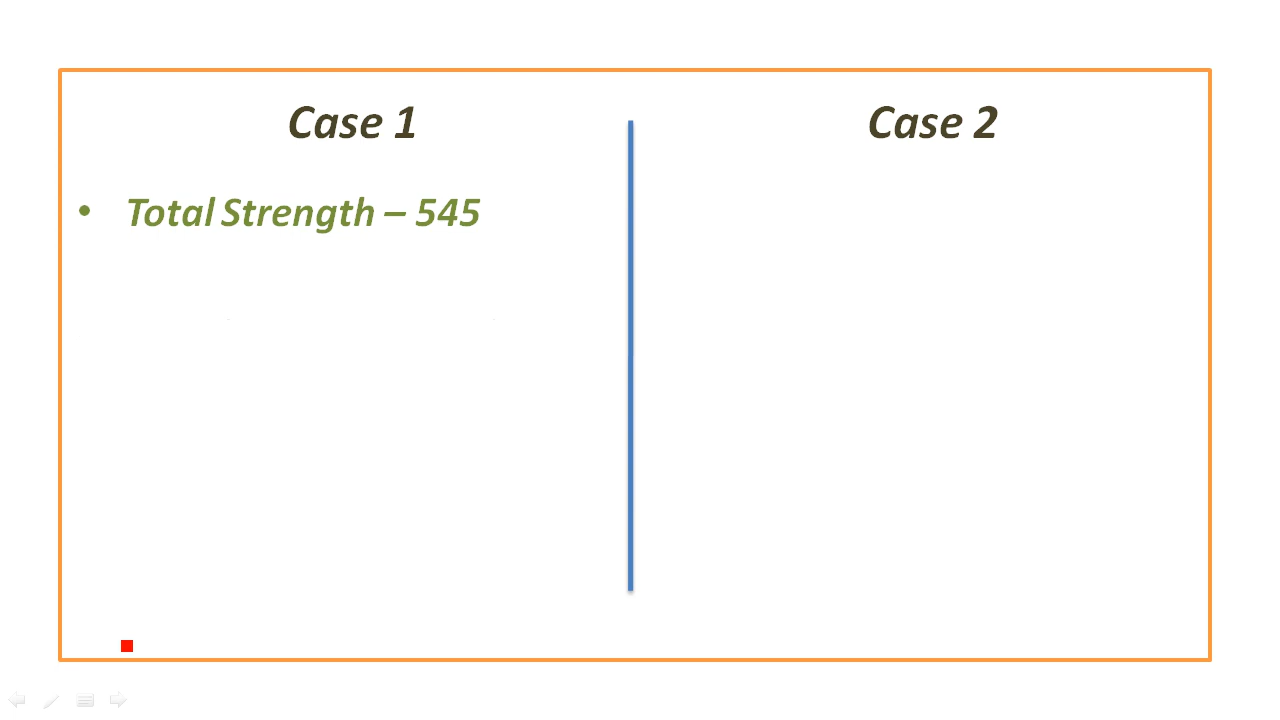 Case 1
Case 2
• Total Strength – 545